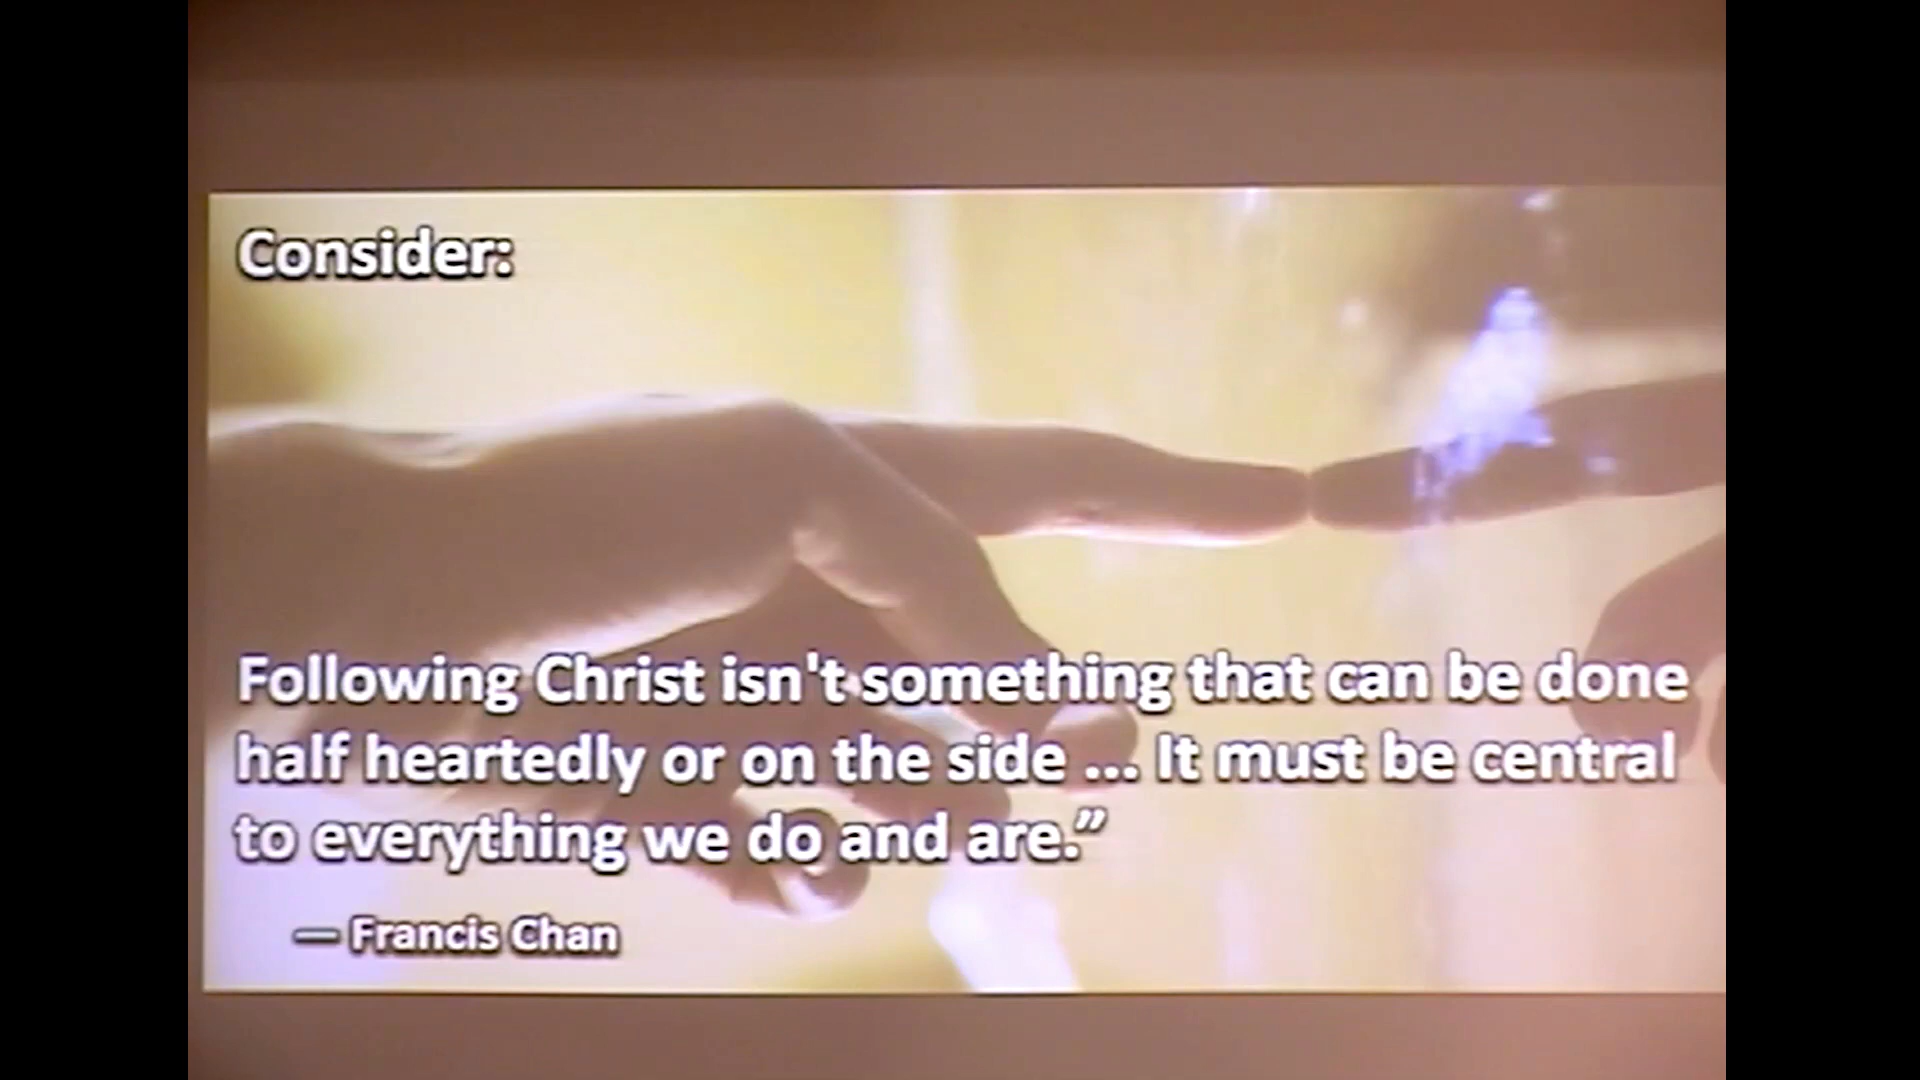 Consider:
Following Christ isn't something that can be done
half heartedly or on the side ... It must be central
to everything we do and are.”
— Francis Chan